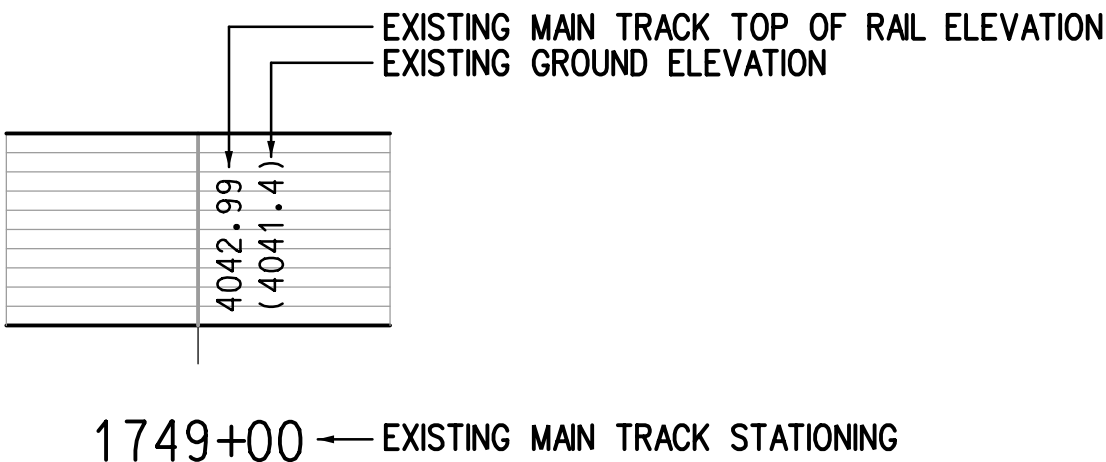 EXISTING MAIN TRACK TOP OF RAIL ELEVATION
EXISTING GROUND ELEVATION
4042.99
(4041.4)
1749+00
EXISTING MAIN TRACK STATIONING